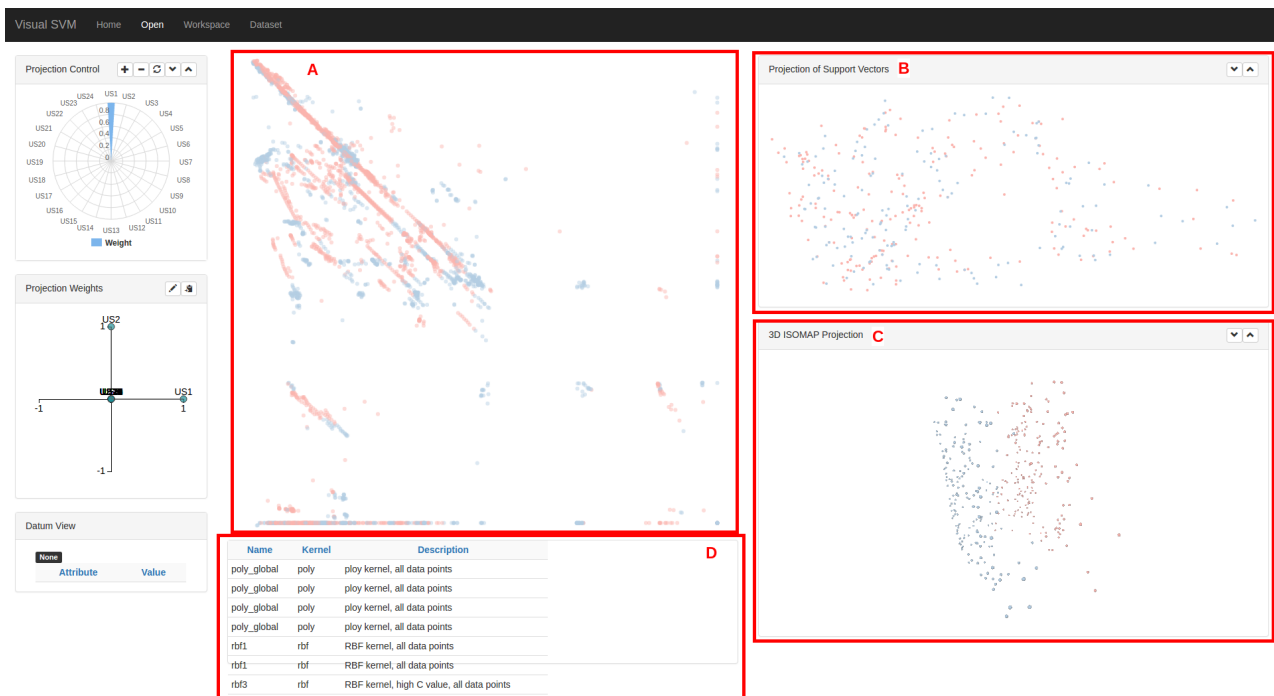 Visual SVM Home Open Workspace Dataset
Projection Control
US1
US2
US3
US4
US5
US6
US7
US8
US9
US10
US11
US12
US13
US14
US15
US16
US17
US18
US19
US20
US21
US22
US23
US24
0.8
0.6
0.4
0.2
0
Weight
Projection Weights
US2
1
US1
-1
1
-1
Datum View
None
Attribute Value
A
Projection of Support Vectors B
3D ISOMAP Projection C
D
Name Kernel Description
poly_global poly ploy kernel, all data points
poly_global poly ploy kernel, all data points
poly_global poly ploy kernel, all data points
poly_global poly ploy kernel, all data points
rbf1 rbf RBF kernel, all data points
rbf1 rbf RBF kernel, all data points
rbf3 rbf RBF kernel, high C value, all data points